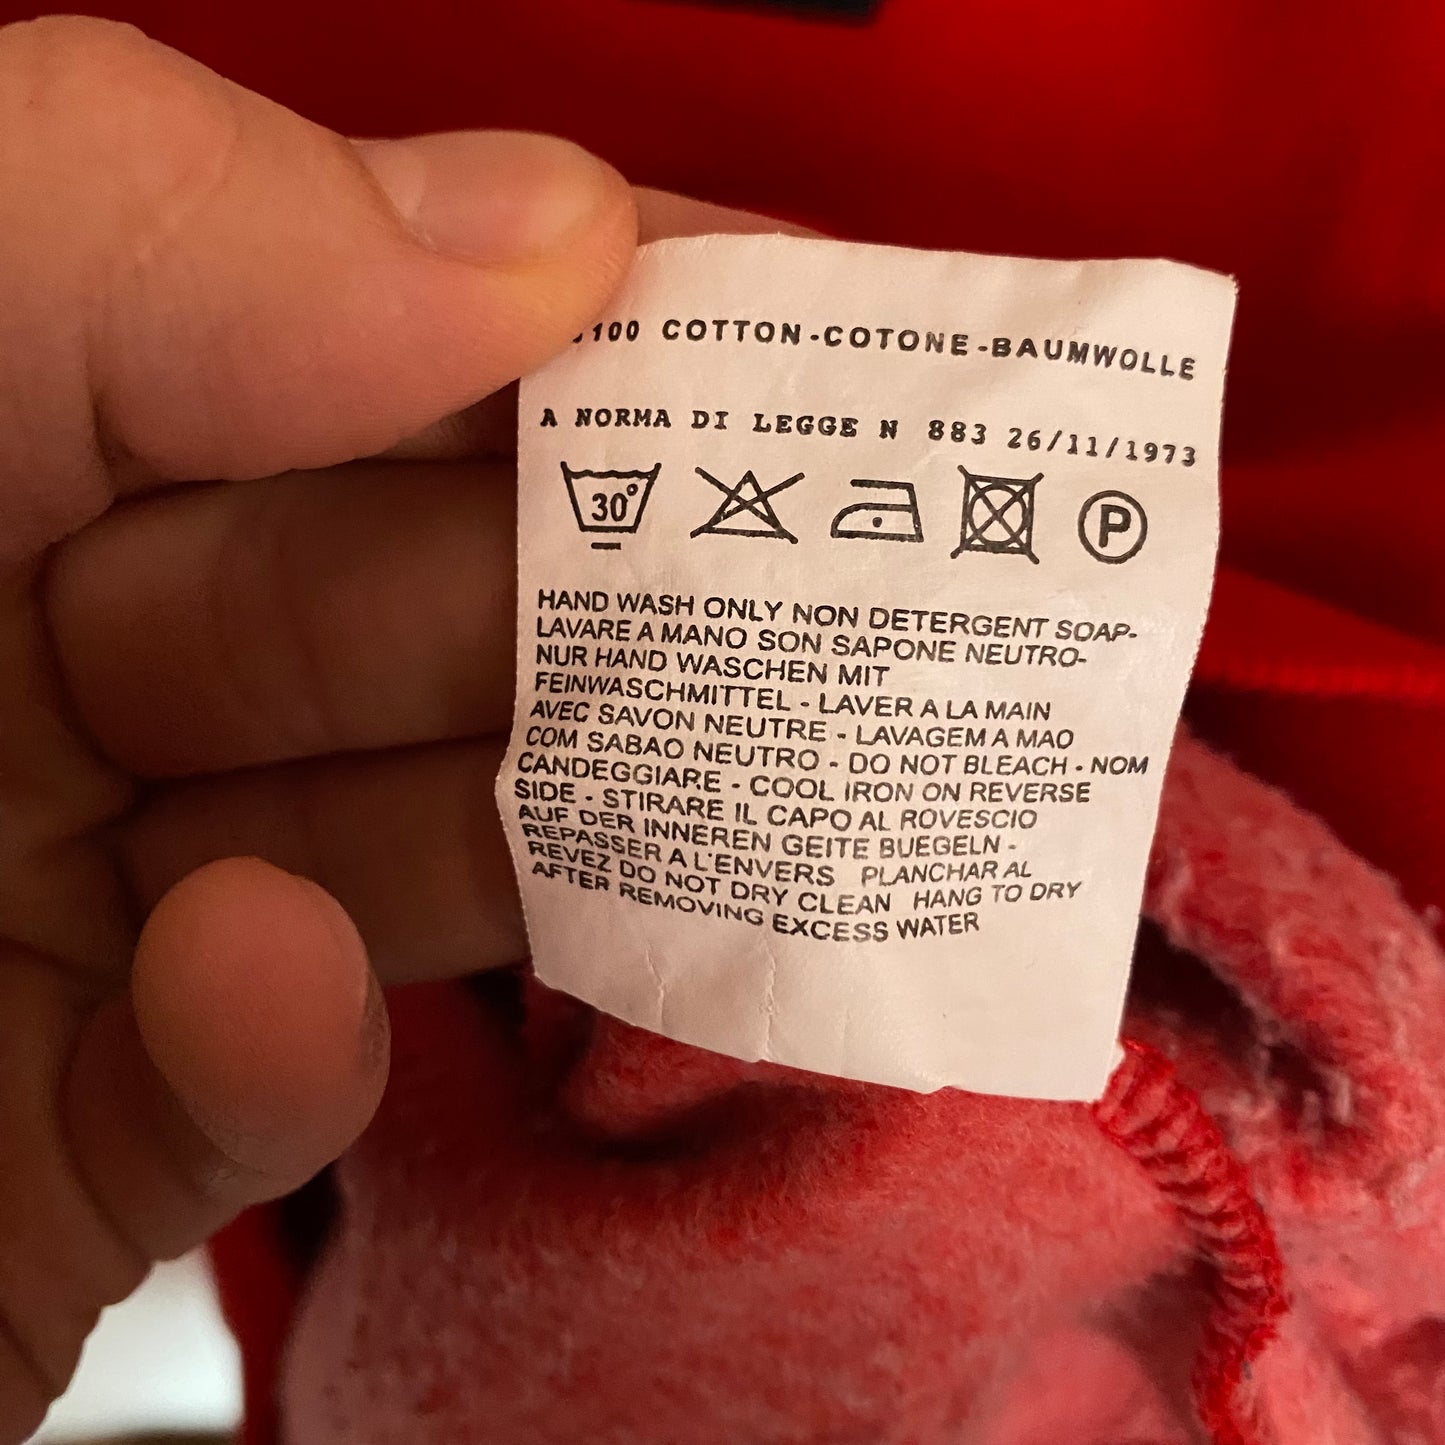 100 COTTON-COTONE-BAUMWOLLE
A NORMA DI LEGGE N 883 26/11/1973
30° P
HAND WASH ONLY NON DETERGENT SOAP-
LAVARE A MANO SON SAPONE NEUTRO-
NUR HAND WASCHEN MIT
FEINWASCHMITTEL - LAVER A LA MAIN
AVEC SAVON NEUTRE - LAVAGEM A MAO
COM SABAO NEUTRO - DO NOT BLEACH - NOM
CANDEGGIARE - COOL IRON ON REVERSE
SIDE - STIRARE IL CAPO AL ROVESCIO
AUF DER INNEREN GEITE BUEGELN -
REPASSER A L'ENVERS PLANCHAR AL
REVEZ DO NOT DRY CLEAN HANG TO DRY
AFTER REMOVING EXCESS WATER